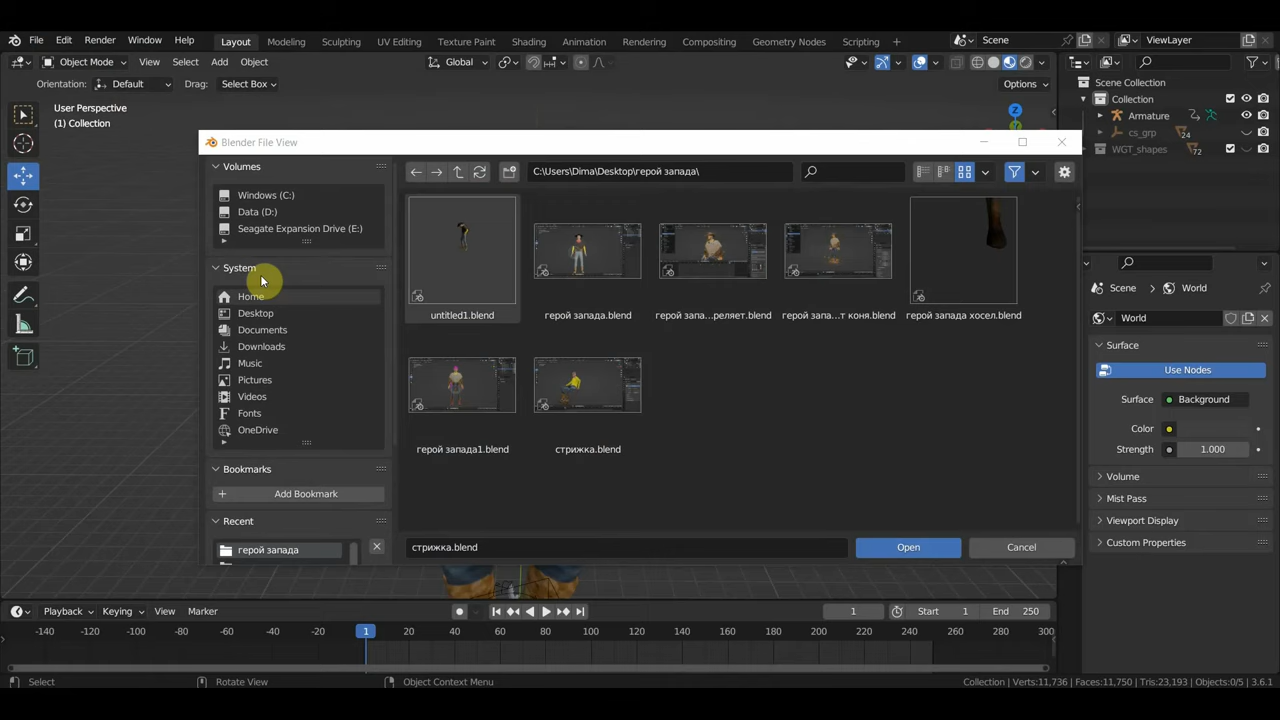 File Edit Render Window Help Layout Modeling Sculpting UV Editing Texture Paint Shading Animation Rendering Compositing Geometry Nodes Scripting + Scene ViewLayer
Object Mode View Select Add Object Global Options
Orientation: Default Drag: Select Box Options
User Perspective
(1) Collection
Scene Collection
Collection
Armature
cs_grp 24
WGT_shapes 72
Blender File View
Volumes
Windows (C:)
Data (D:)
Seagate Expansion Drive (E:)
System
Home
Desktop
Documents
Downloads
Music
Pictures
Videos
Fonts
OneDrive
Bookmarks
Add Bookmark
Recent
герой запада
C:\Users\Dima\Desktop\герой запада\
untitled1.blend герой запада.blend герой запа...реляет.blend герой запа...т коня.blend герой запада хосел.blend
герой запада1.blend стрижка.blend
стрижка.blend Open Cancel
Scene World
World
Surface
Use Nodes
Surface Background
Color
Strength 1.000
Volume
Mist Pass
Viewport Display
Custom Properties
Playback Keying View Marker 1 Start 1 End 250
-140 -120 -100 -80 -60 -40 -20 1 20 40 60 80 100 120 140 160 180 200 220 240 260 280 300
Select Rotate View Object Context Menu Collection | Verts:11,736 | Faces:11,750 | Tris:23,193 | Objects:0/5 | 3.6.1